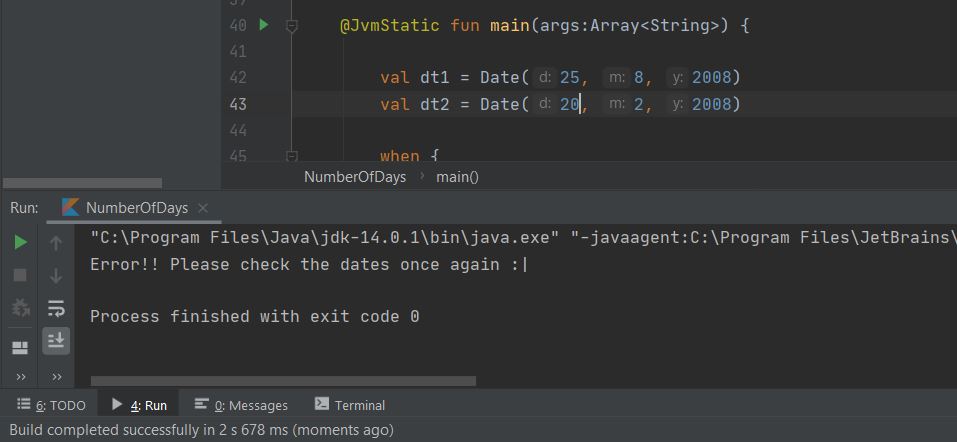 40 @JvmStatic fun main(args:Array<String>) {
41
42 val dt1 = Date( d: 25, m: 8, y: 2008)
43 val dt2 = Date( d: 20, m: 2, y: 2008)
44
45 when {
NumberOfDays › main()
Run: NumberOfDays ×
"C:\Program Files\Java\jdk-14.0.1\bin\java.exe" "-javaagent:C:\Program Files\JetBrains\
Error!! Please check the dates once again :|
Process finished with exit code 0
6: TODO 4: Run 0: Messages Terminal
Build completed successfully in 2 s 678 ms (moments ago)